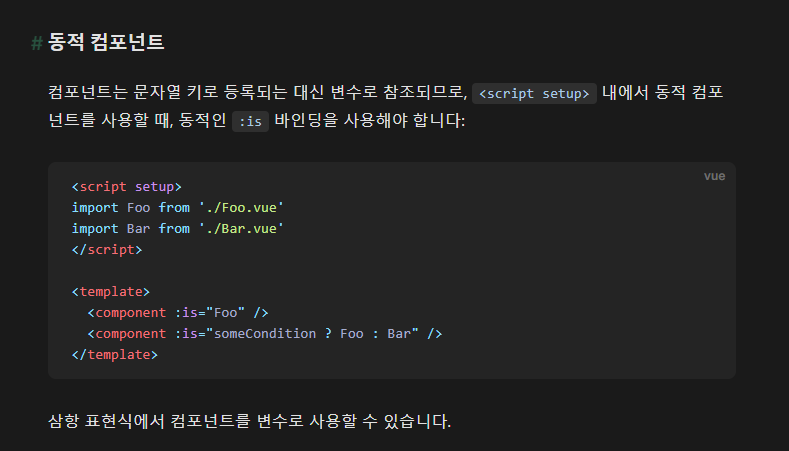 # 동적 컴포넌트
컴포넌트는 문자열 키로 등록되는 대신 변수로 참조되므로, <script setup> 내에서 동적 컴포
넌트를 사용할 때, 동적인 :is 바인딩을 사용해야 합니다:
vue
<script setup>
import Foo from './Foo.vue'
import Bar from './Bar.vue'
</script>

<template>
  <component :is="Foo" />
  <component :is="someCondition ? Foo : Bar" />
</template>
삼항 표현식에서 컴포넌트를 변수로 사용할 수 있습니다.